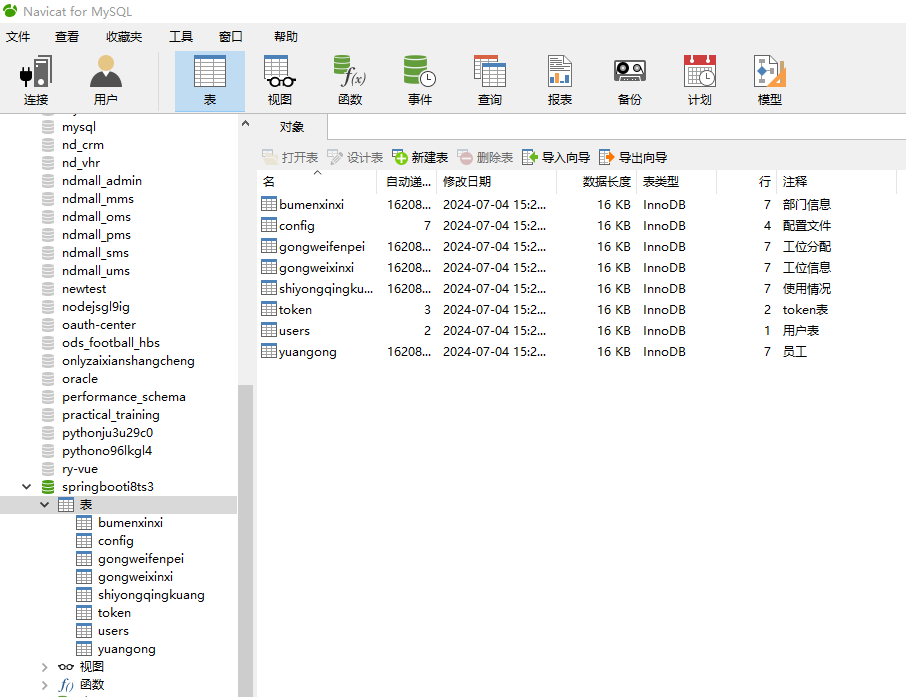 Navicat for MySQL
文件 查看 收藏夹 工具 窗口 帮助
连接 用户 表 视图 函数 事件 查询 报表 备份 计划 模型
mysql
nd_crm
nd_vhr
ndmall_admin
ndmall_mms
ndmall_oms
ndmall_pms
ndmall_sms
ndmall_ums
newtest
nodejsgl9ig
oauth-center
ods_football_hbs
onlyzaixianshangcheng
oracle
performance_schema
practical_training
pythonju3u29c0
pythono96lkgl4
ry-vue
springbooti8ts3
表
bumenxinxi
config
gongweifenpei
gongweixinxi
shiyongqingkuang
token
users
yuangong
视图
函数
对象
打开表 设计表 新建表 删除表 导入向导 导出向导
名 自动递... 修改日期 数据长度 表类型 行 注释
bumenxinxi 16208... 2024-07-04 15:2... 16 KB InnoDB 7 部门信息
config 7 2024-07-04 15:2... 16 KB InnoDB 4 配置文件
gongweifenpei 16208... 2024-07-04 15:2... 16 KB InnoDB 7 工位分配
gongweixinxi 16208... 2024-07-04 15:2... 16 KB InnoDB 7 工位信息
shiyongqingku... 16208... 2024-07-04 15:2... 16 KB InnoDB 7 使用情况
token 3 2024-07-04 15:2... 16 KB InnoDB 2 token表
users 2 2024-07-04 15:2... 16 KB InnoDB 1 用户表
yuangong 16208... 2024-07-04 15:2... 16 KB InnoDB 7 员工